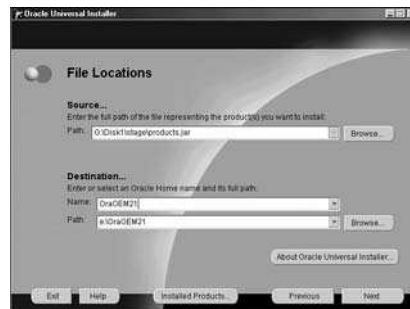 Oracle Universal Installer
File Locations
Source...
Enter the full path of the file representing the product(s) you want to install:
Path: O:\Disk1\stage\products.jar Browse...
Destination...
Enter or select an Oracle Home name and its full path:
Name: OraOEM21
Path: e:\OraOEM21 Browse...
About Oracle Universal Installer...
Exit Help Installed Products... Previous Next